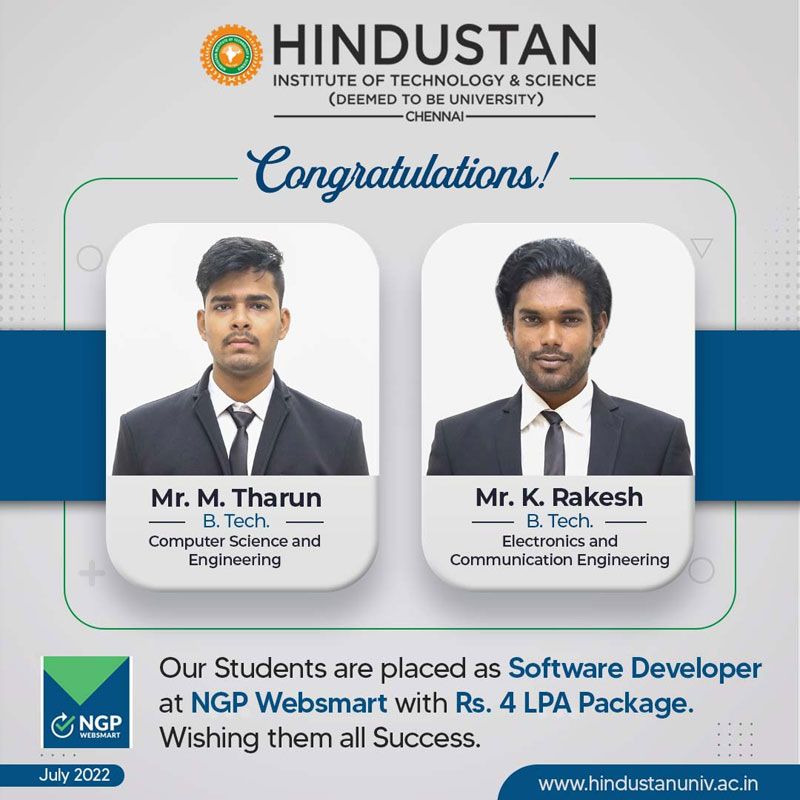 HINDUSTAN
INSTITUTE OF TECHNOLOGY & SCIENCE
(DEEMED TO BE UNIVERSITY)
CHENNAI
Congratulations!
Mr. M. Tharun
B. Tech.
Computer Science and
Engineering
Mr. K. Rakesh
B. Tech.
Electronics and
Communication Engineering
Our Students are placed as Software Developer
at NGP Websmart with Rs. 4 LPA Package.
Wishing them all Success.
NGP
WEBSMART
July 2022
www.hindustanuniv.ac.in